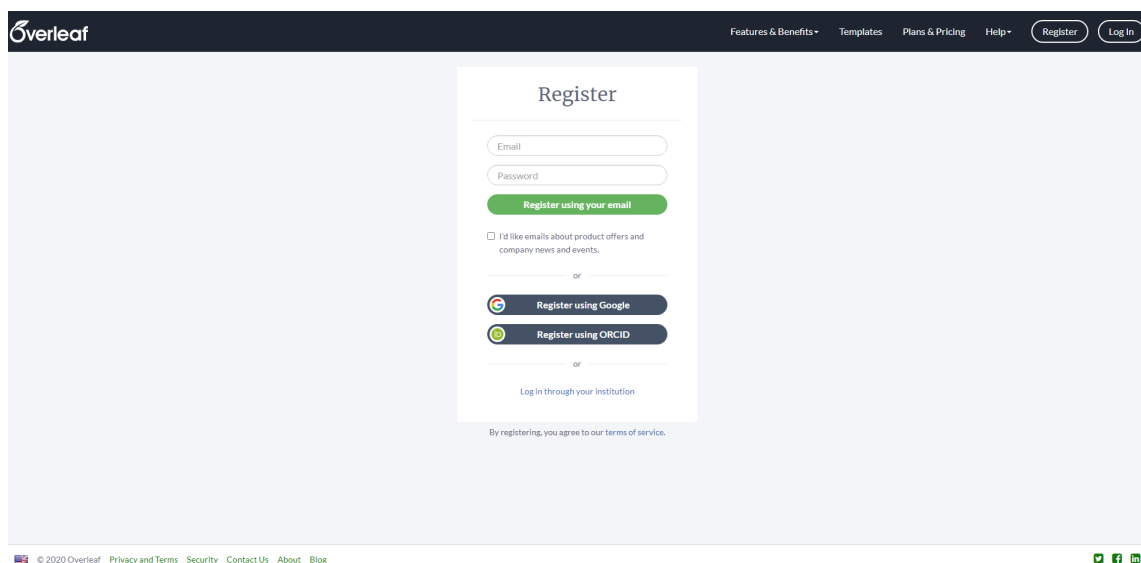 Overleaf
Features & Benefits Templates Plans & Pricing Help Register Log In
Register
Email
Password
Register using your email
I'd like emails about product offers and
company news and events.
or
Register using Google
iD Register using ORCID
or
Log in through your institution
By registering, you agree to our terms of service.
© 2020 Overleaf Privacy and Terms Security Contact Us About Blog